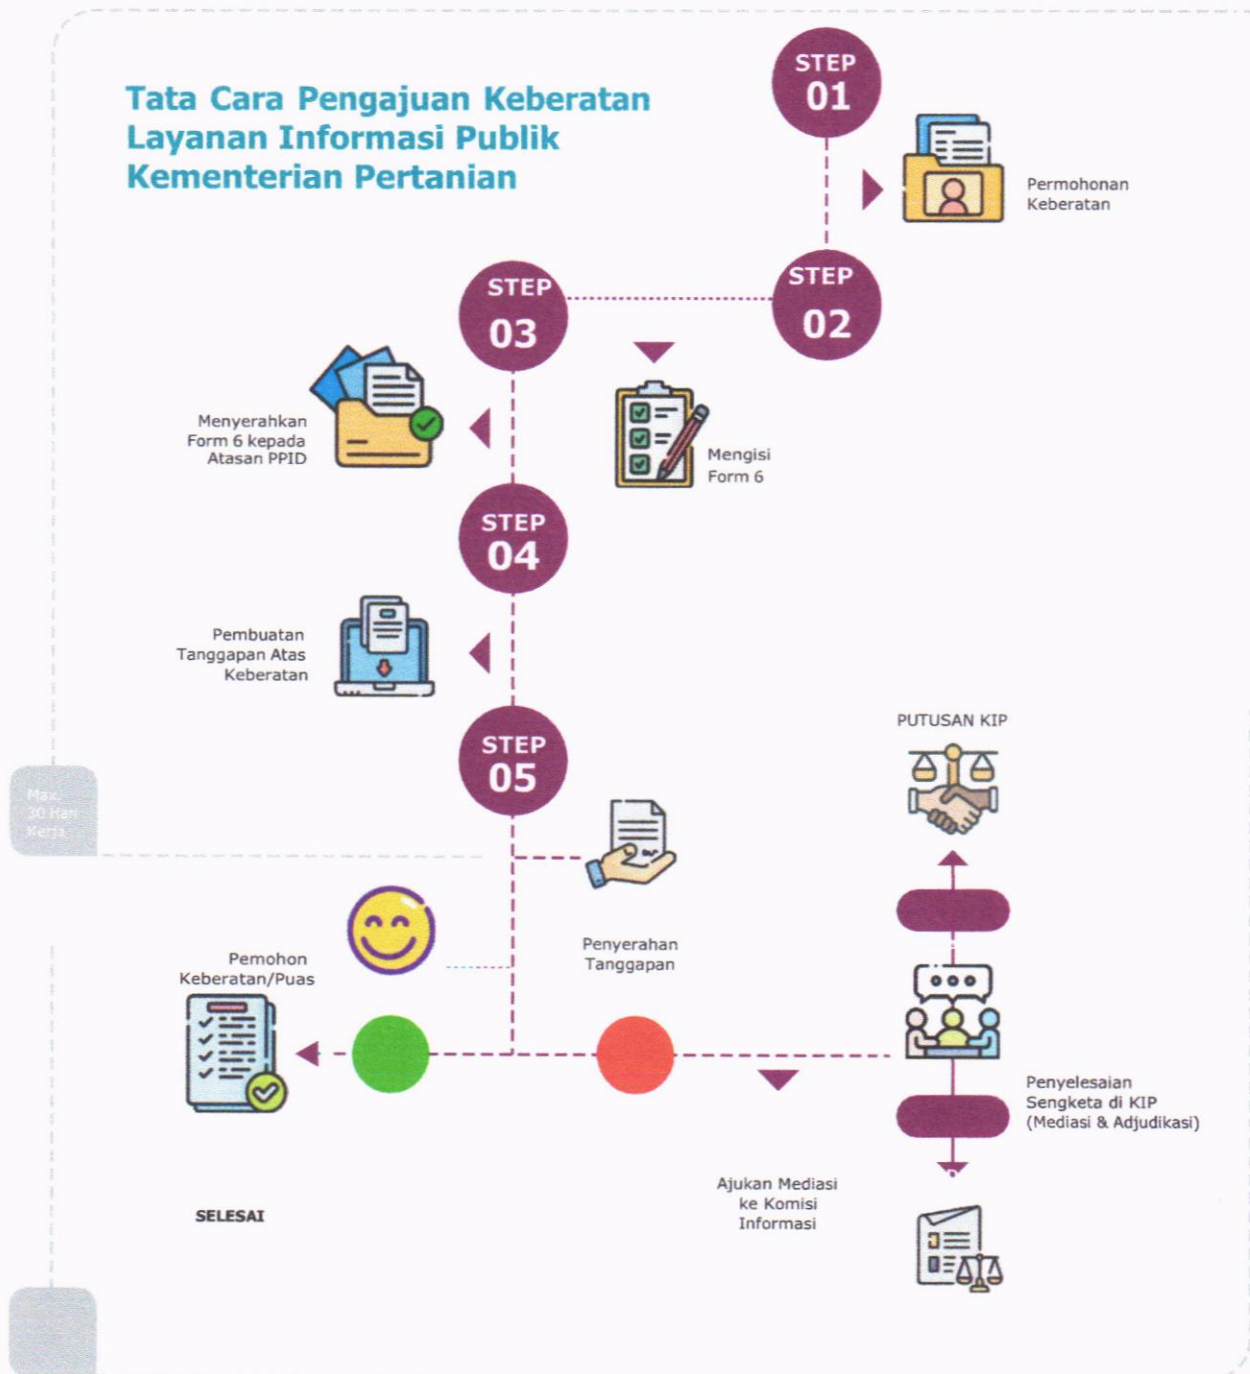 Tata Cara Pengajuan Keberatan
Layanan Informasi Publik
Kementerian Pertanian
STEP
01
Permohonan
Keberatan
STEP
02
STEP
03
Mengisi
Form 6
Menyerahkan
Form 6 kepada
Atasan PPID
STEP
04
Pembuatan
Tanggapan Atas
Keberatan
STEP
05
Max.
30 Hari
Kerja
Penyerahan
Tanggapan
Pemohon
Keberatan/Puas
SELESAI
Ajukan Mediasi
ke Komisi
Informasi
PUTUSAN KIP
Penyelesaian
Sengketa di KIP
(Mediasi & Adjudikasi)